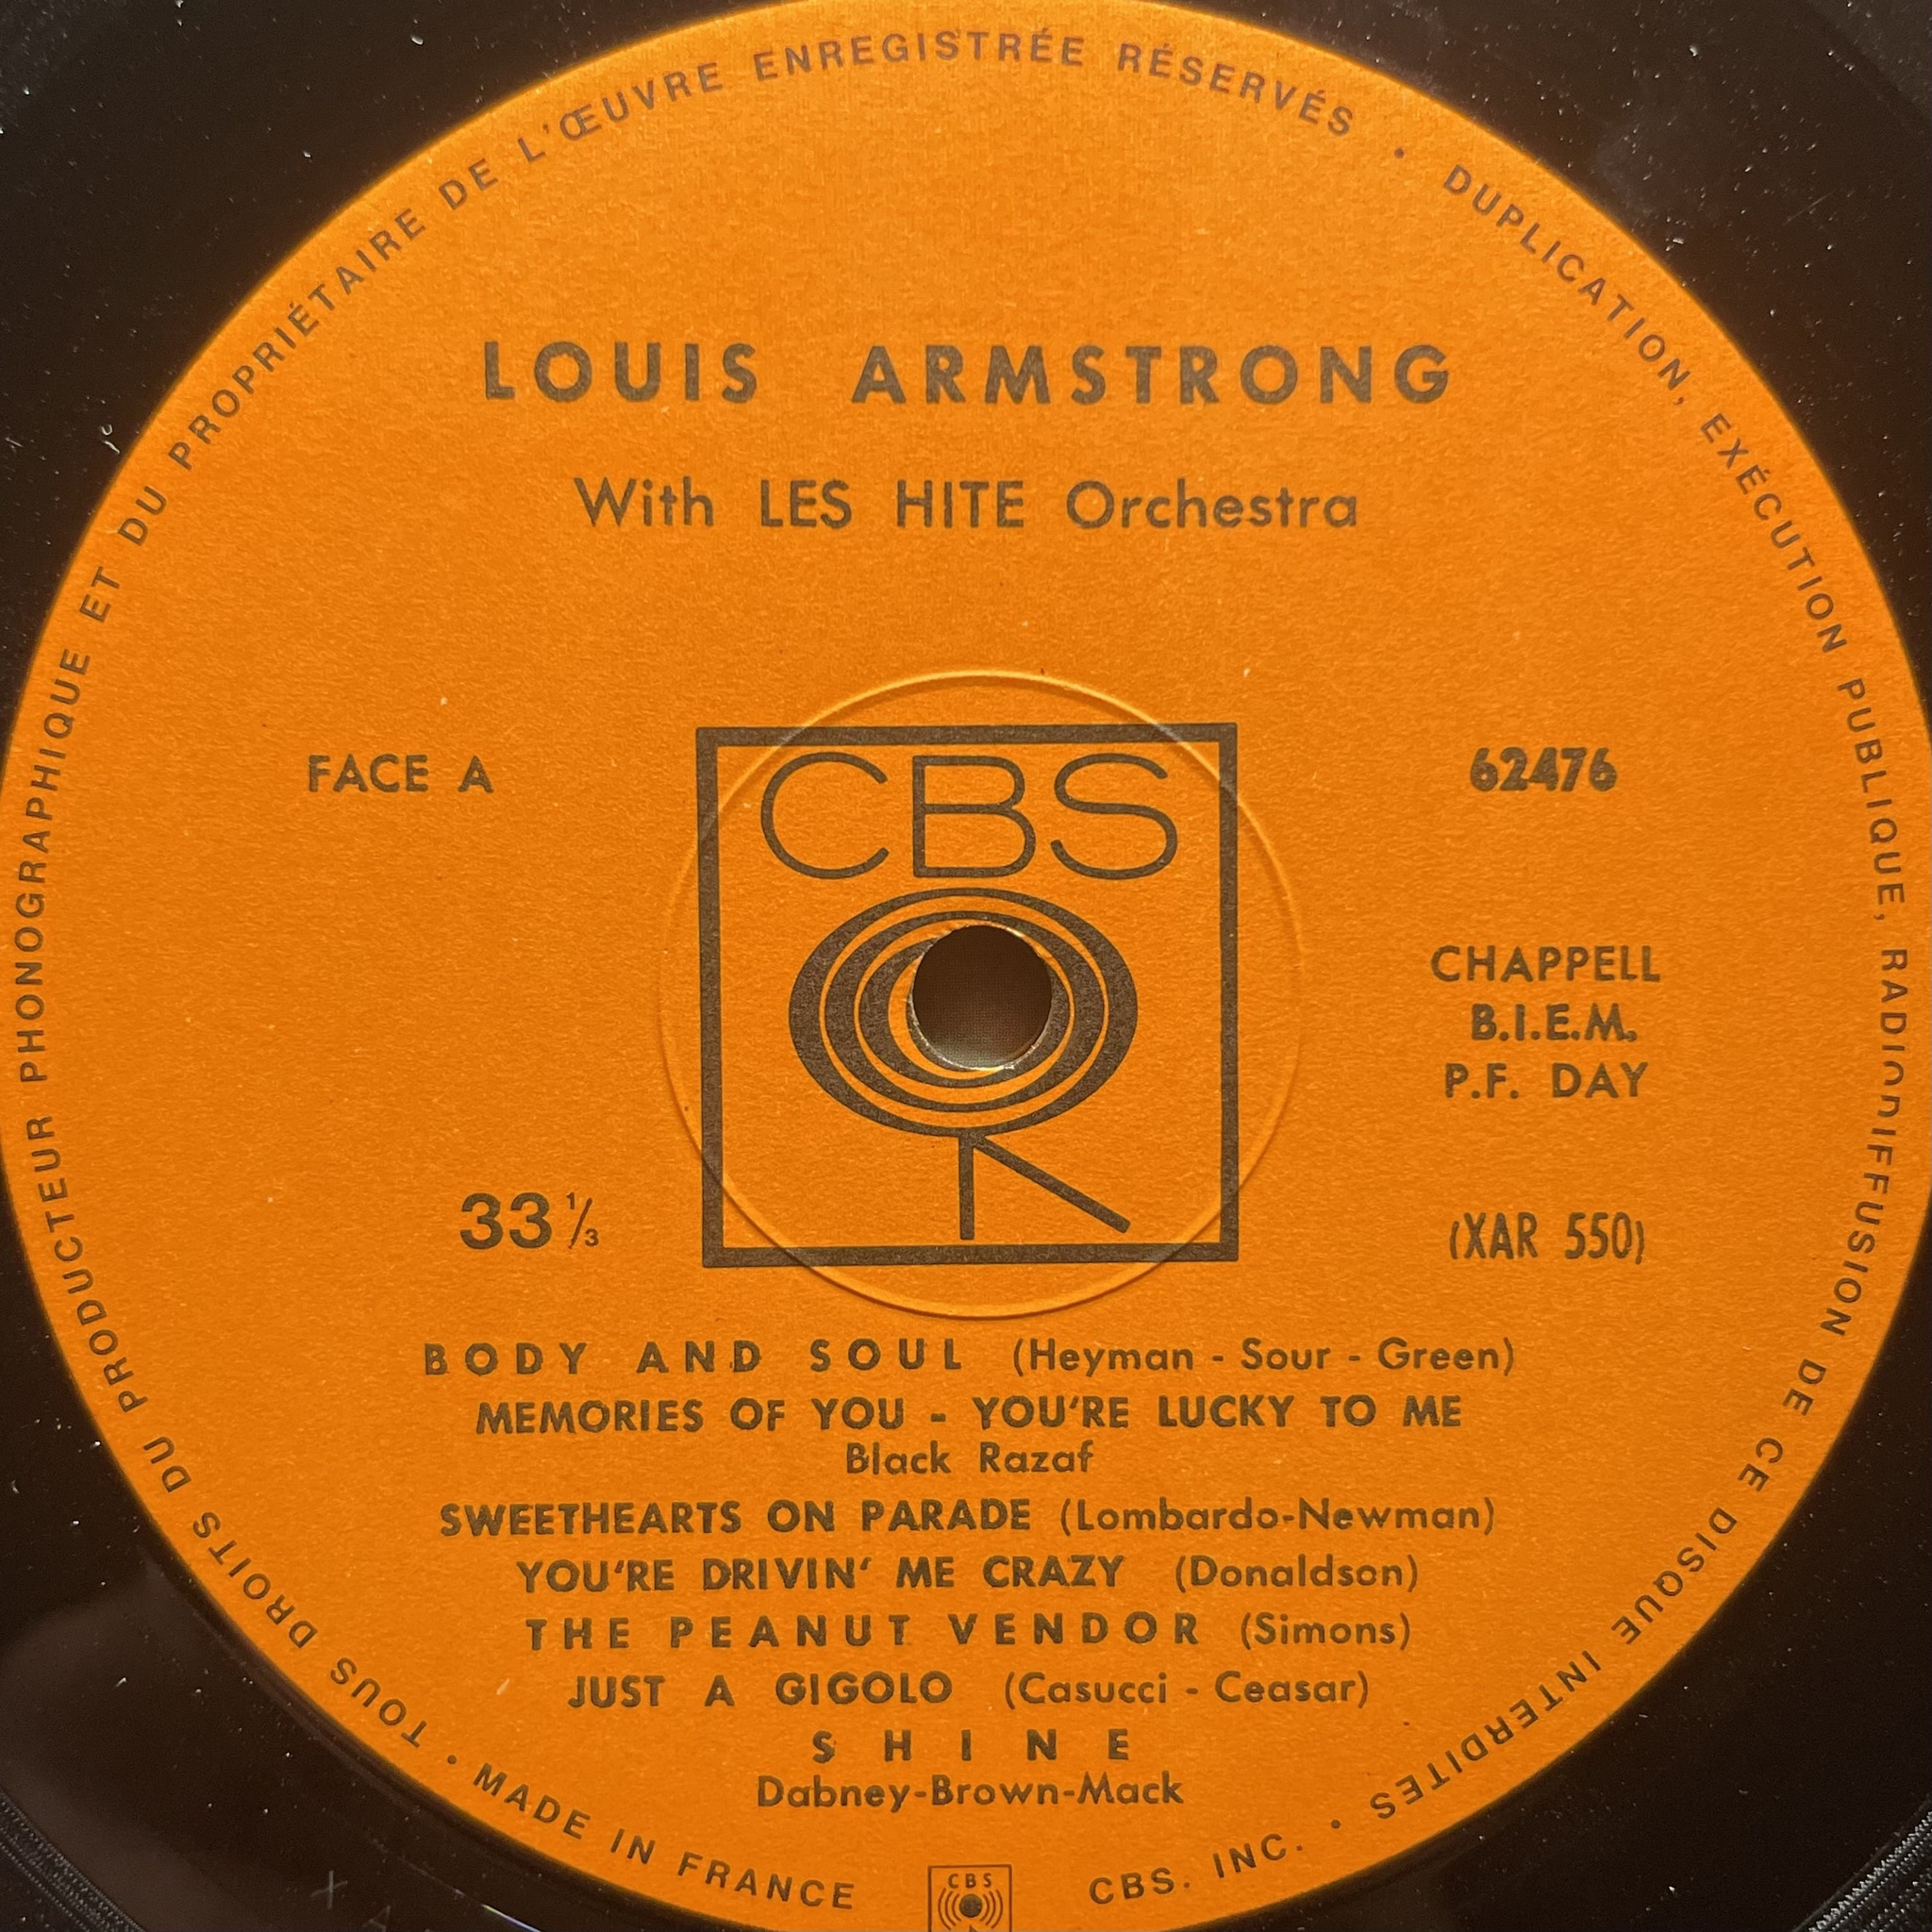 TOUS DROITS DU PRODUCTEUR PHONOGRAPHIQUE ET DU PROPRIÉTAIRE DE L'ŒUVRE ENREGISTRÉE RÉSERVÉS • DUPLICATION, EXÉCUTION PUBLIQUE, RADIODIFFUSION DE CE DISQUE INTERDITES •
LOUIS ARMSTRONG
With LES HITE Orchestra
FACE A
CBS
62476
CHAPPELL
B.I.E.M.
P.F. DAY
33 1/3
(XAR 550)
BODY AND SOUL (Heyman - Sour - Green)
MEMORIES OF YOU - YOU'RE LUCKY TO ME
Black Razaf
SWEETHEARTS ON PARADE (Lombardo-Newman)
YOU'RE DRIVIN' ME CRAZY (Donaldson)
THE PEANUT VENDOR (Simons)
JUST A GIGOLO (Casucci - Ceasar)
SHINE
Dabney-Brown-Mack
• MADE IN FRANCE
CBS
CBS. INC.